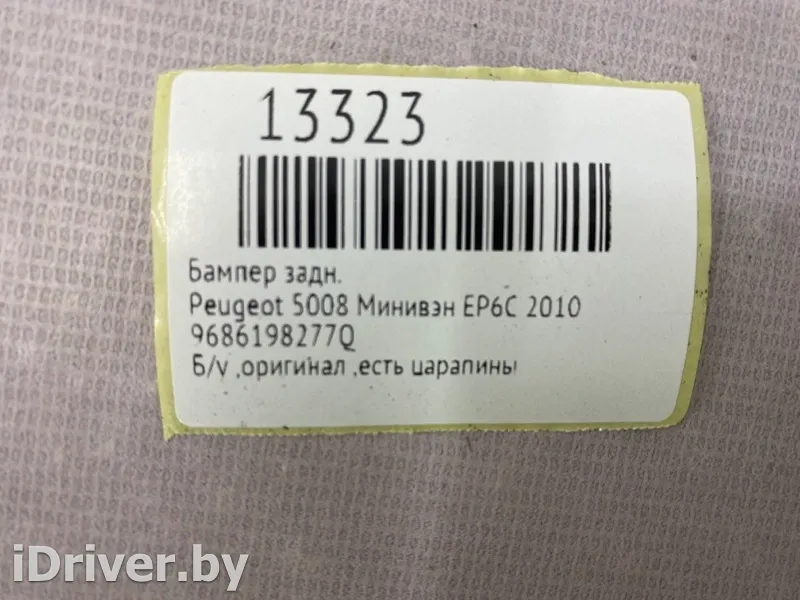 13323
Бампер задн.
Peugeot 5008 Минивэн EP6C 2010
9686198277Q
Б/у ,оригинал ,есть царапины
iDriver.by